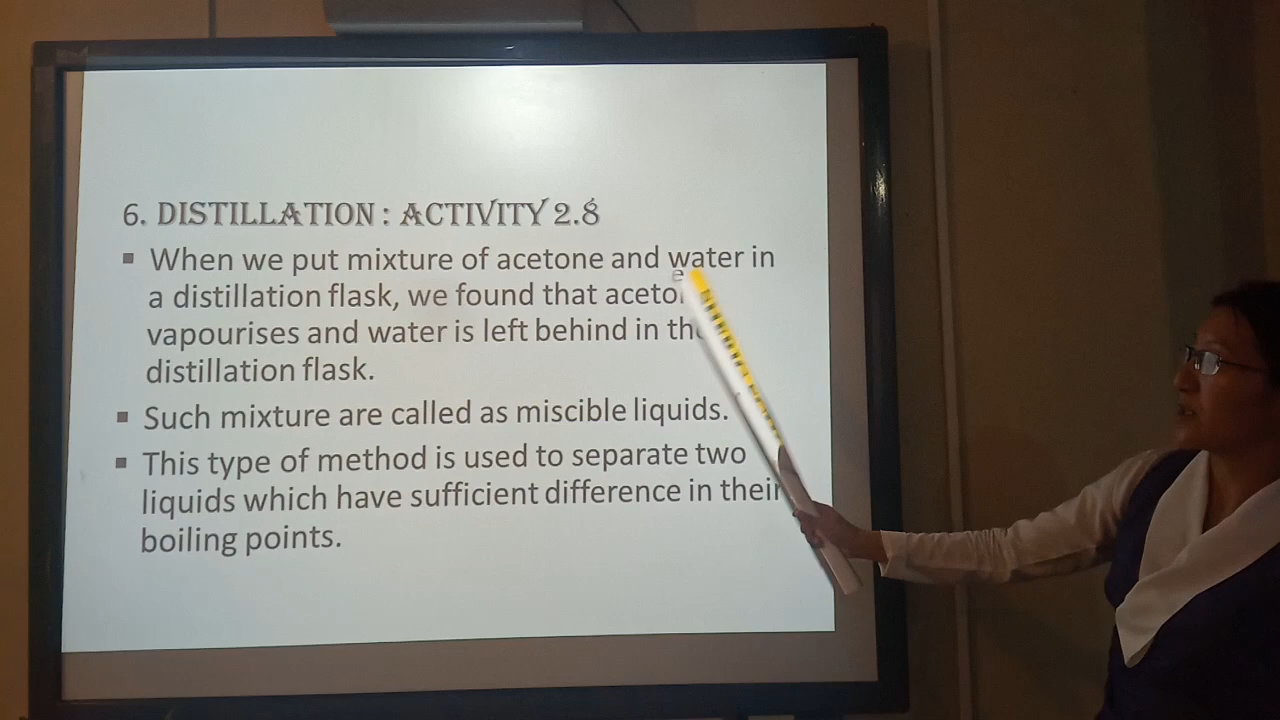 6. DISTILLATION : ACTIVITY 2.8
▪ When we put mixture of acetone and water in
a distillation flask, we found that
vapourises and water is left behind in
distillation flask.
▪ Such mixture are called as miscible liquids.
▪ This type of method is used to separate two
liquids which have sufficient difference in their
boiling points.